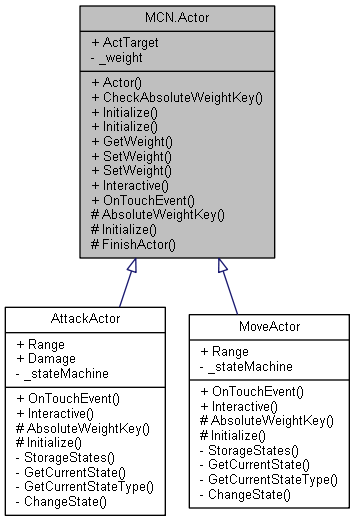 MCN.Actor
+ ActTarget
- _weight
+ Actor()
+ CheckAbsoluteWeightKey()
+ Initialize()
+ Initialize()
+ GetWeight()
+ SetWeight()
+ SetWeight()
+ Interactive()
+ OnTouchEvent()
# AbsoluteWeightKey()
# Initialize()
# FinishActor()
AttackActor
+ Range
+ Damage
- _stateMachine
+ OnTouchEvent()
+ Interactive()
# AbsoluteWeightKey()
# Initialize()
- StorageStates()
- GetCurrentState()
- GetCurrentStateType()
- ChangeState()
MoveActor
+ Range
- _stateMachine
+ OnTouchEvent()
+ Interactive()
# AbsoluteWeightKey()
# Initialize()
- StorageStates()
- GetCurrentState()
- GetCurrentStateType()
- ChangeState()